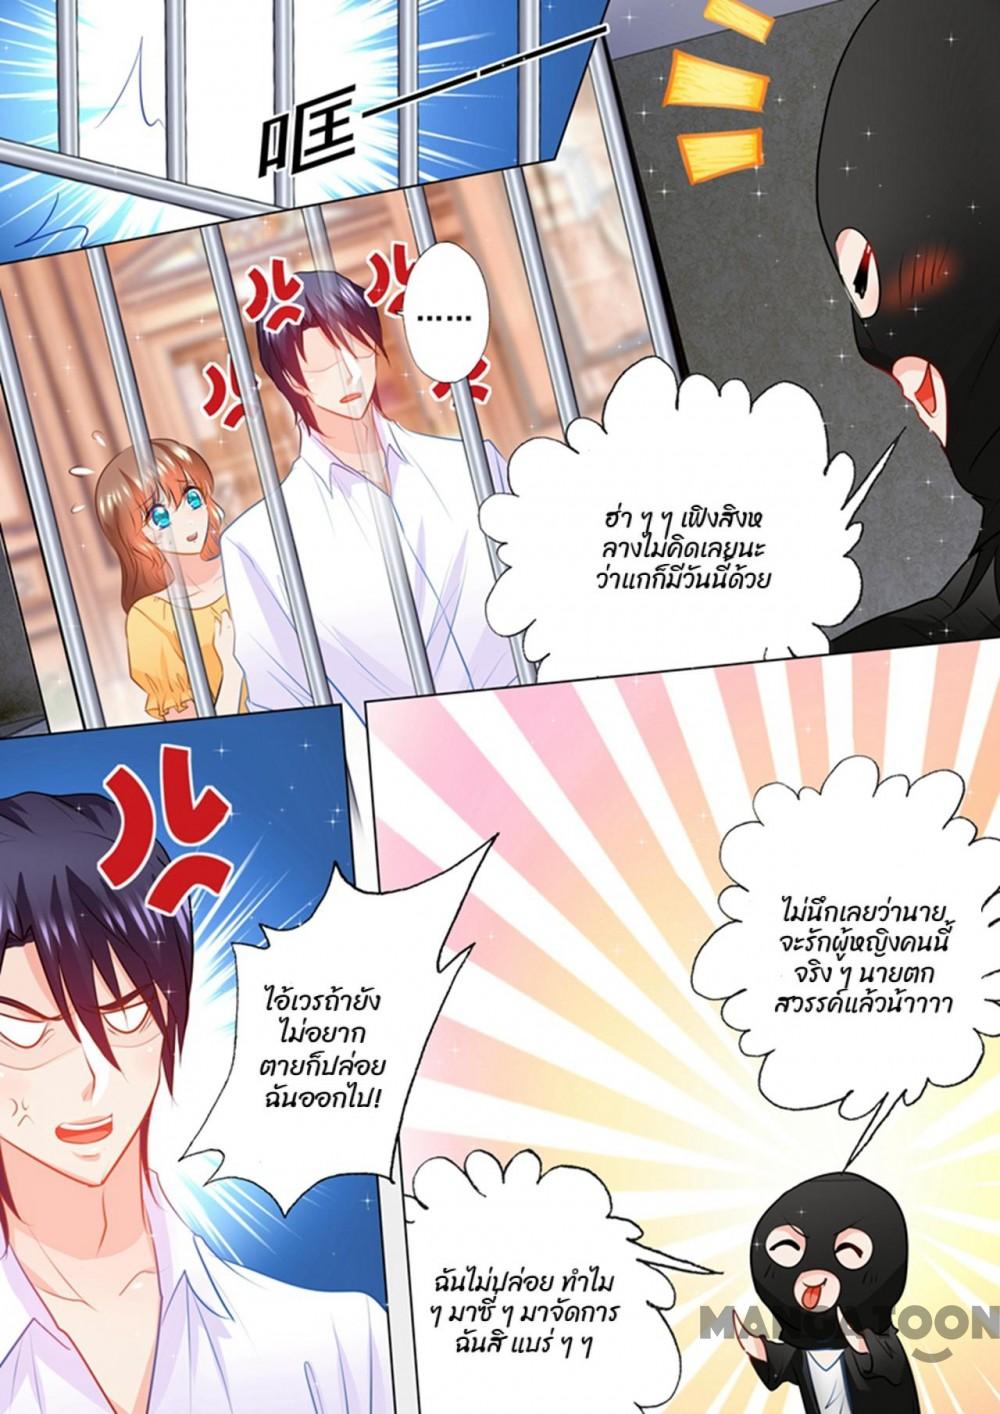 哐
……
ฮ่า ๆ ๆ เฟิงสิงห
ลางไม่คิดเลยนะ
ว่าแกก็มีวันนี้ด้วย
ไม่นึกเลยว่านาย
จะรักผู้หญิงคนนี้
จริง ๆ นายตก
สวรรค์แล้วน้าาาา
ไอ้เวรถ้ายัง
ไม่อยาก
ตายก็ปล่อย
ฉันออกไป!
ฉันไม่ปล่อย ทำไม
ๆ มาซี่ ๆ มาจัดการ
ฉันสิ แบร่ ๆ ๆ
MANGATOON